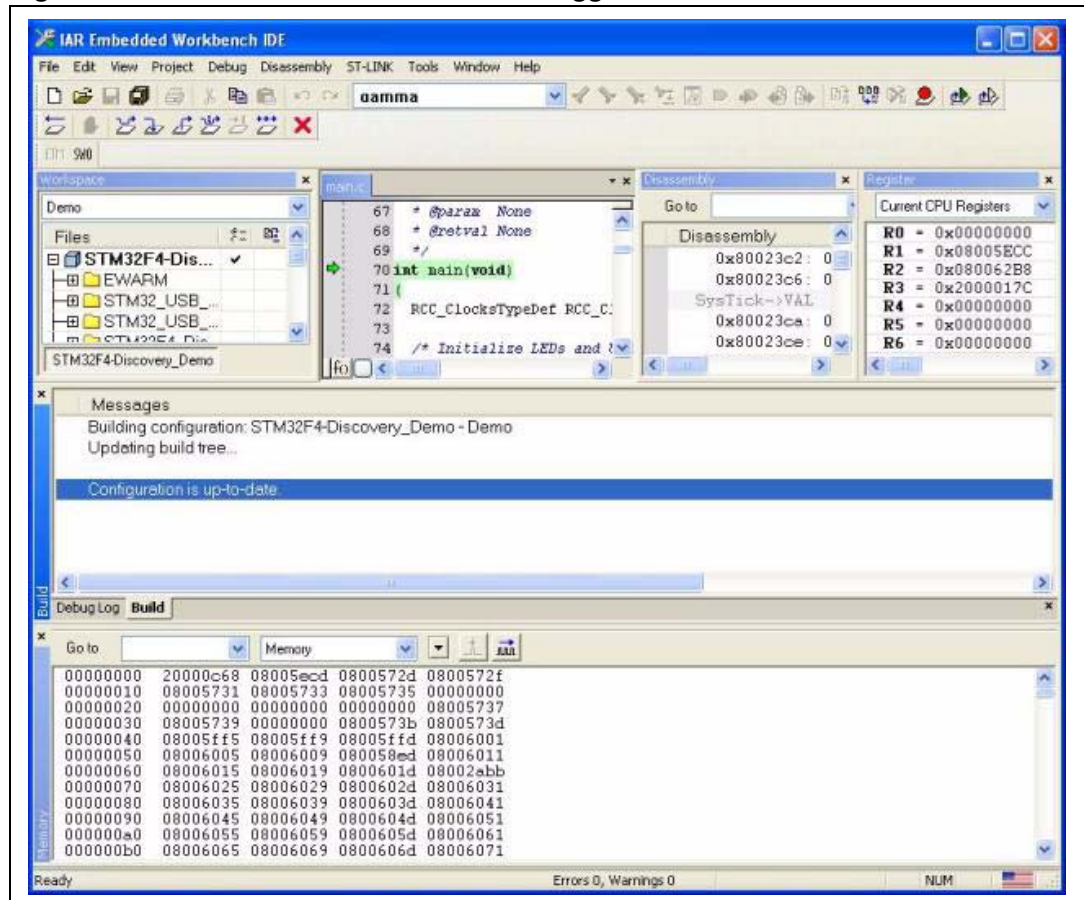 IAR Embedded Workbench IDE
File Edit View Project Debug Disassembly ST-LINK Tools Window Help
gamma
SWO
Workspace
Demo
Files
STM32F4-Dis...
EWARM
STM32_USB_...
STM32_USB_...
STM32F4-Discovery_Demo
main.c
67 * @param None
68 * @retval None
69 */
70 int main(void)
71 {
72 RCC_ClocksTypeDef RCC_C
73
74 /* Initialize LEDs and
fo
Disassembly
Go to
Disassembly
0x80023c2: 0
0x80023c6: 0
SysTick->VAL
0x80023ca: 0
0x80023ce: 0
Register
Current CPU Registers
R0 = 0x00000000
R1 = 0x08005ECC
R2 = 0x080062B8
R3 = 0x2000017C
R4 = 0x00000000
R5 = 0x00000000
R6 = 0x00000000
Messages
Building configuration: STM32F4-Discovery_Demo - Demo
Updating build tree...
Configuration is up-to-date.
Build
Debug Log Build
Go to Memory
00000000 20000c68 08005ecd 0800572d 0800572f
00000010 08005731 08005733 08005735 00000000
00000020 00000000 00000000 00000000 08005737
00000030 08005739 00000000 0800573b 0800573d
00000040 08005ff5 08005ff9 08005ffd 08006001
00000050 08006005 08006009 080058ed 08006011
00000060 08006015 08006019 0800601d 08002abb
00000070 08006025 08006029 0800602d 08006031
00000080 08006035 08006039 0800603d 08006041
00000090 08006045 08006049 0800604d 08006051
000000a0 08006055 08006059 0800605d 08006061
000000b0 08006065 08006069 0800606d 08006071
Memory
Ready Errors 0, Warnings 0 NUM